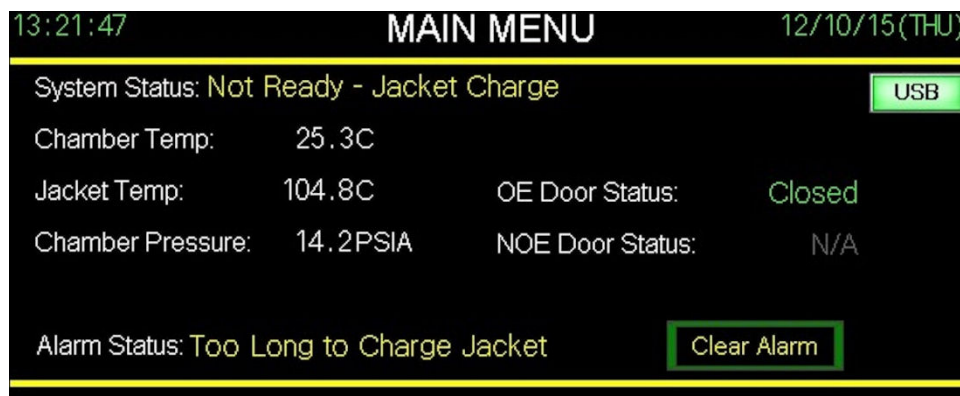 13:21:47 MAIN MENU 12/10/15(THU)
System Status: Not Ready - Jacket Charge USB
Chamber Temp: 25.3C
Jacket Temp: 104.8C OE Door Status: Closed
Chamber Pressure: 14.2PSIA NOE Door Status: N/A
Alarm Status: Too Long to Charge Jacket Clear Alarm